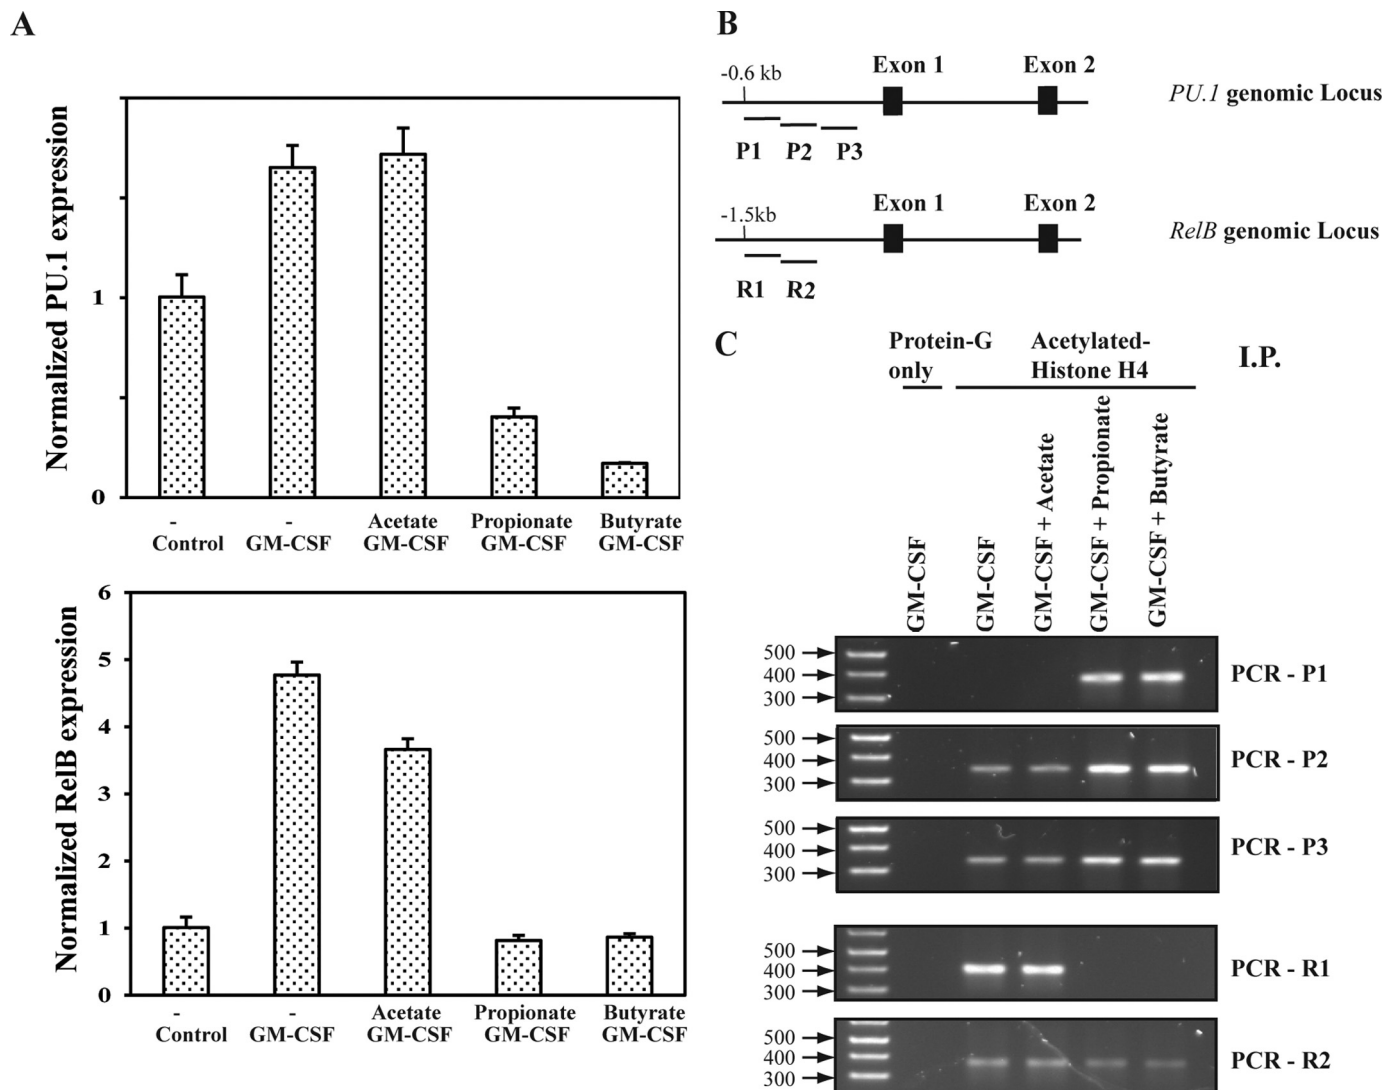 A
Normalized PU.1 expression
1
0
-
Control
-
GM-CSF
Acetate
GM-CSF
Propionate
GM-CSF
Butyrate
GM-CSF
Normalized RelB expression
6
5
4
3
2
1
0
-
Control
-
GM-CSF
Acetate
GM-CSF
Propionate
GM-CSF
Butyrate
GM-CSF
B
-0.6 kb
Exon 1
Exon 2
PU.1 genomic Locus
P1
P2
P3
-1.5kb
Exon 1
Exon 2
RelB genomic Locus
R1
R2
C
Protein-G
only
Acetylated-
Histone H4
I.P.
GM-CSF
GM-CSF
GM-CSF + Acetate
GM-CSF + Propionate
GM-CSF + Butyrate
500
400
300
PCR - P1
500
400
300
PCR - P2
500
400
300
PCR - P3
500
400
300
PCR - R1
500
400
300
PCR - R2